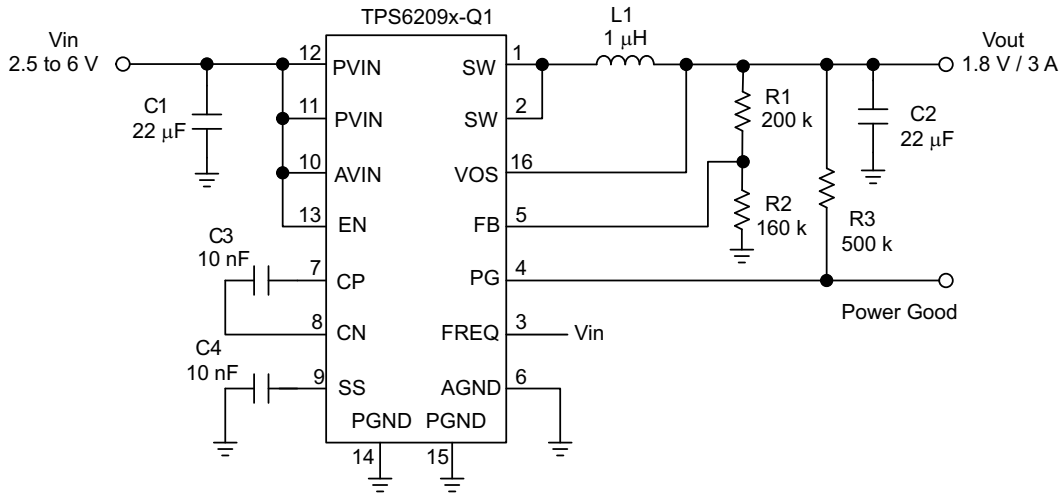 TPS6209x-Q1
Vin
2.5 to 6 V
C1
22 μF
12
PVIN
11
PVIN
10
AVIN
13
EN
C3
10 nF
7
CP
8
CN
C4
10 nF
9
SS
PGND
PGND
14
15
SW
1
SW
2
VOS
16
FB
5
PG
4
FREQ
3
Vin
AGND
6
L1
1 μH
R1
200 k
R2
160 k
R3
500 k
C2
22 μF
Vout
1.8 V / 3 A
Power Good